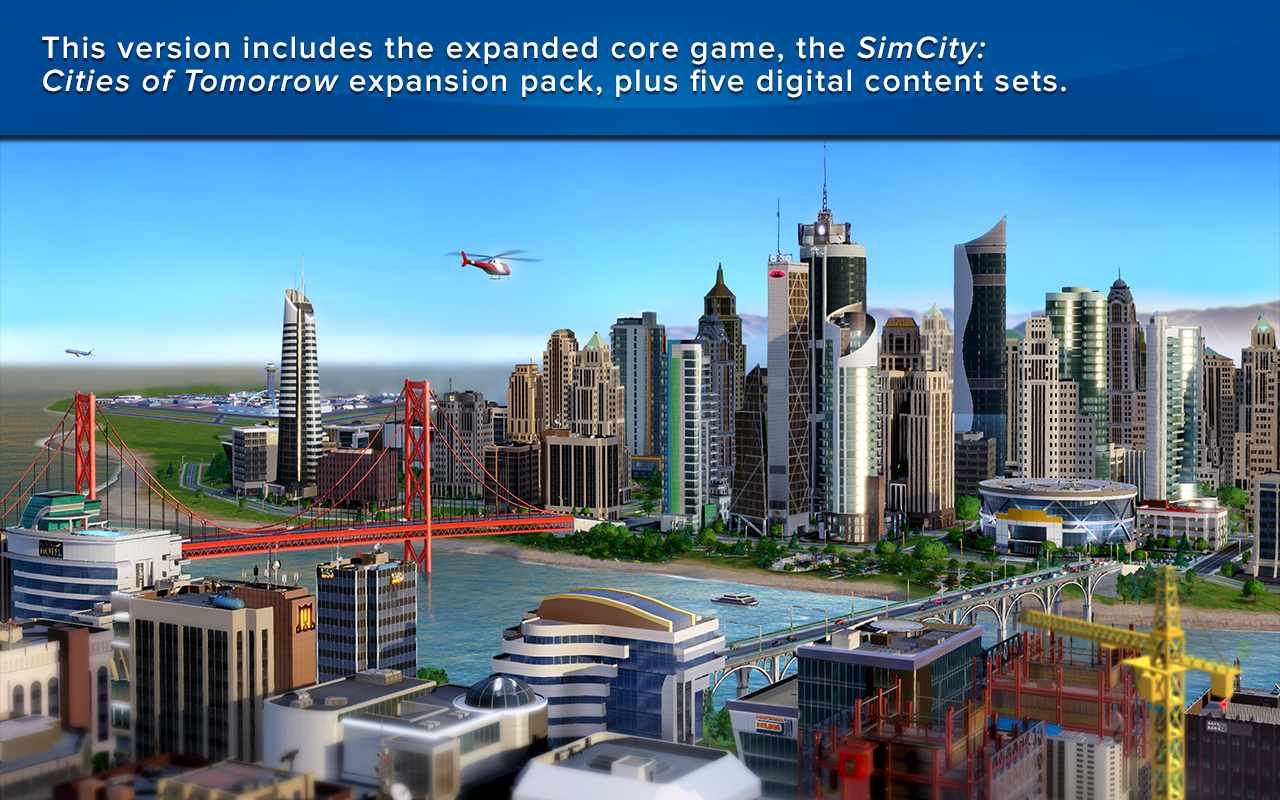 This version includes the expanded core game, the SimCity:
Cities of Tomorrow expansion pack, plus five digital content sets.
HOTEL